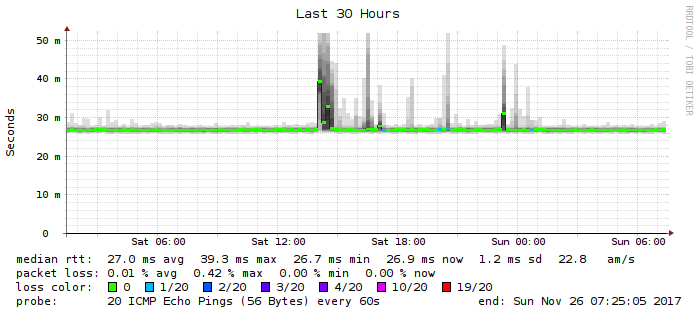 Last 30 Hours
RRDTOOL / TOBI OETIKER
Seconds
50 m
40 m
30 m
20 m
10 m
0
Sat 06:00 Sat 12:00 Sat 18:00 Sun 00:00 Sun 06:00
median rtt: 27.0 ms avg 39.3 ms max 26.7 ms min 26.9 ms now 1.2 ms sd 22.8 am/s
packet loss: 0.01 % avg 0.42 % max 0.00 % min 0.00 % now
loss color: 0 1/20 2/20 3/20 4/20 10/20 19/20
probe: 20 ICMP Echo Pings (56 Bytes) every 60s end: Sun Nov 26 07:25:05 2017